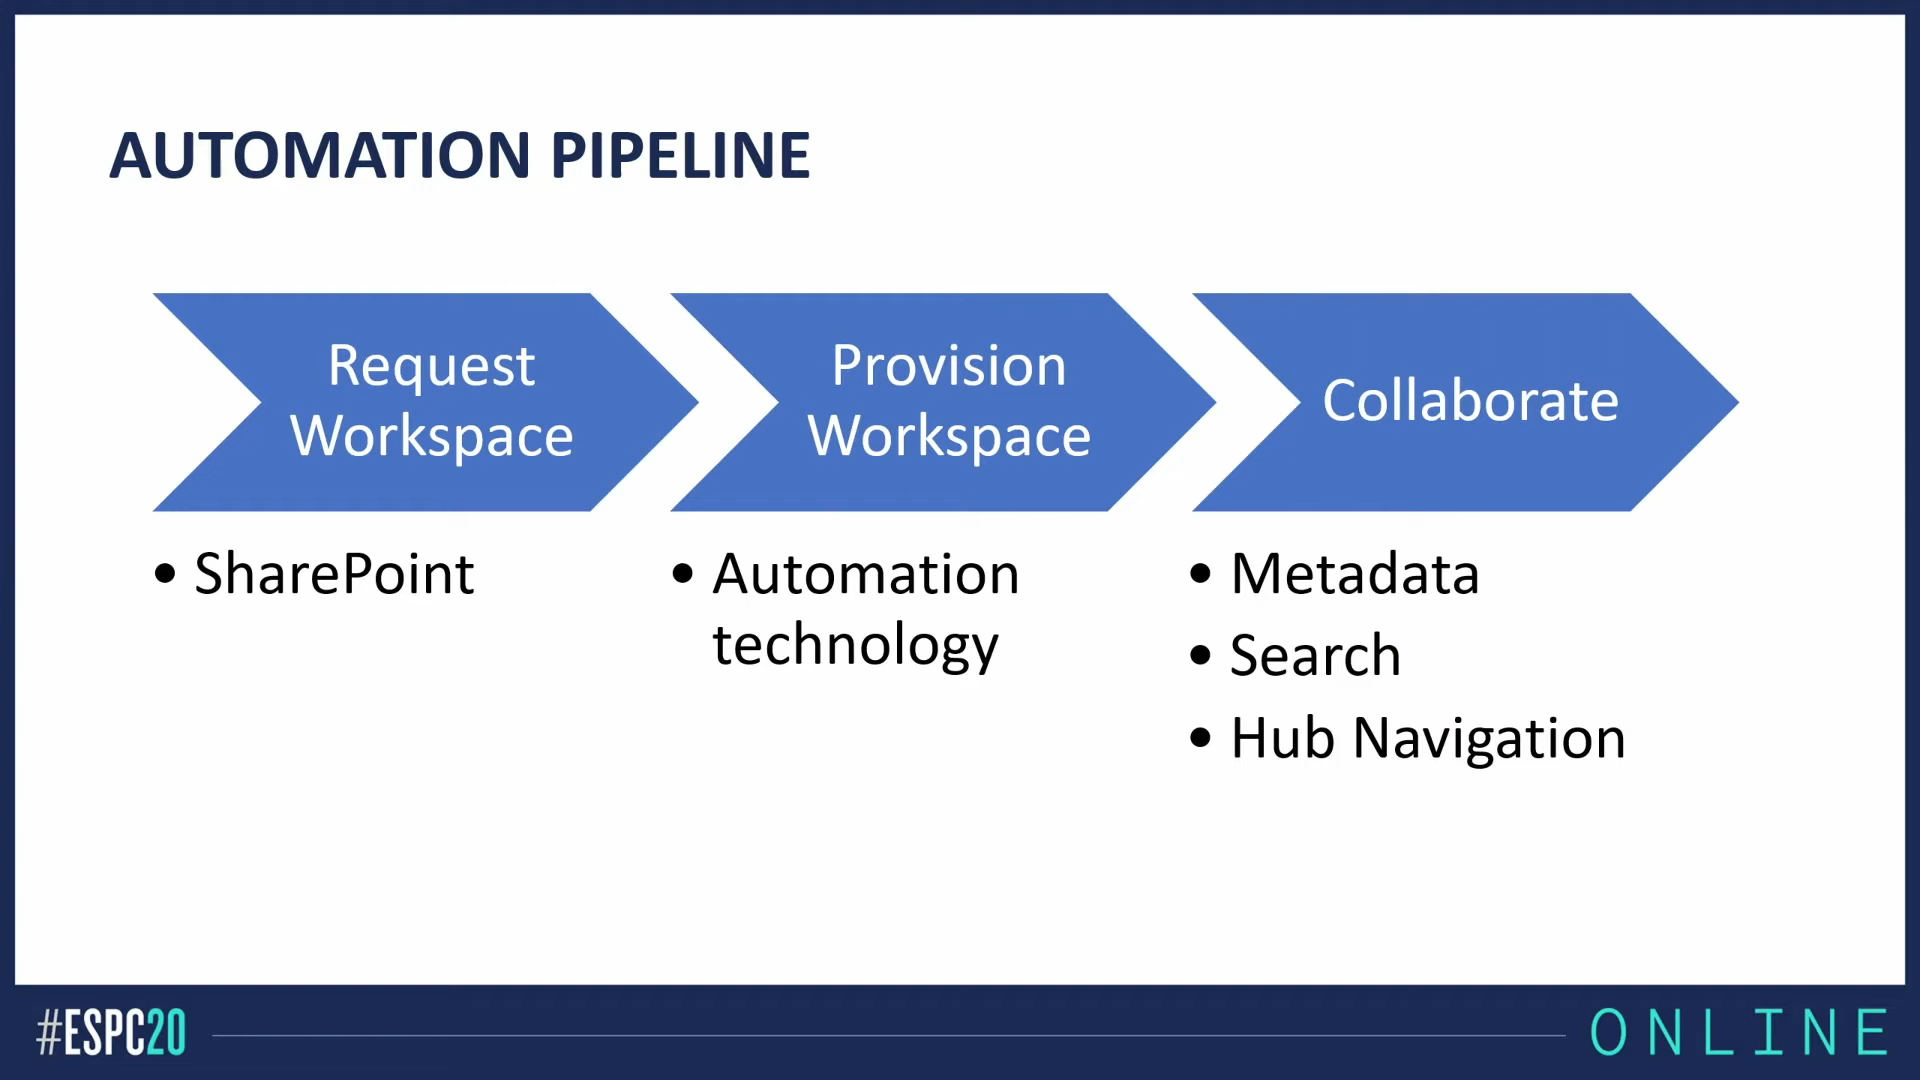 AUTOMATION PIPELINE
Request
Workspace
• SharePoint
Provision
Workspace
• Automation
technology
Collaborate
• Metadata
• Search
• Hub Navigation
#ESPC20
ONLINE